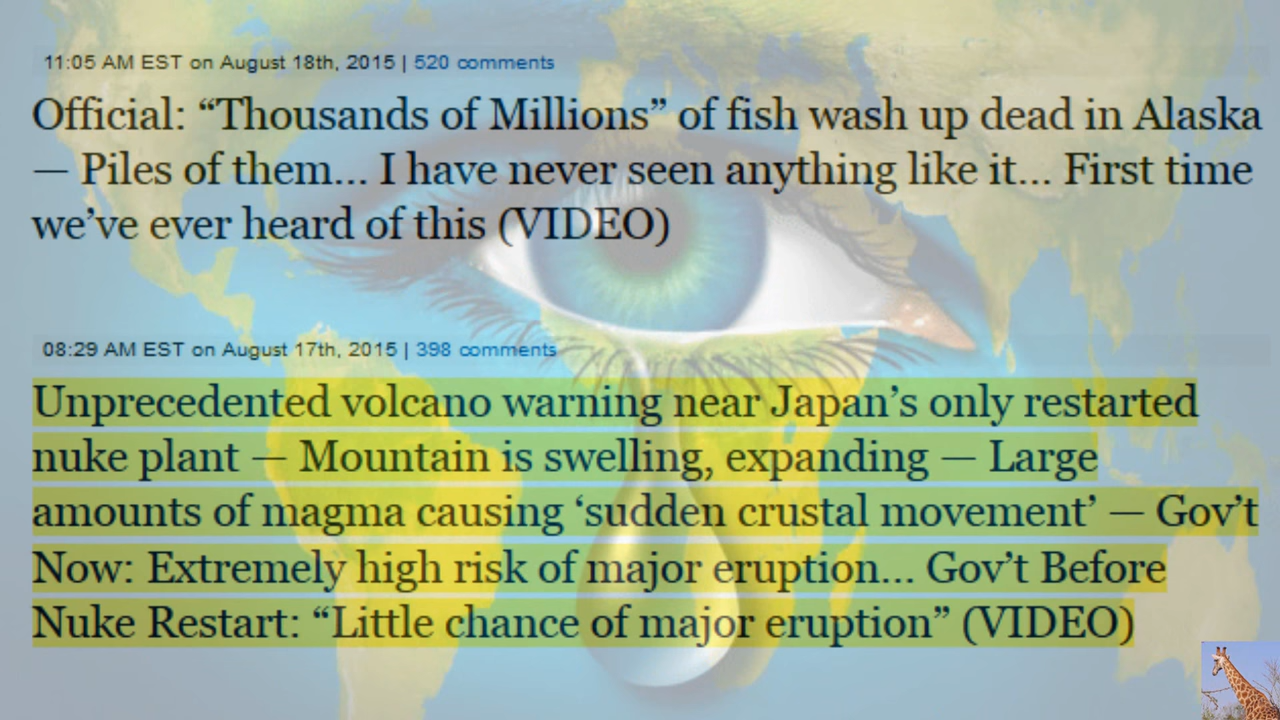 11:05 AM EST on August 18th, 2015 | 520 comments
Official: “Thousands of Millions” of fish wash up dead in Alaska
— Piles of them... I have never seen anything like it... First time
we’ve ever heard of this (VIDEO)
08:29 AM EST on August 17th, 2015 | 398 comments
Unprecedented volcano warning near Japan’s only restarted
nuke plant — Mountain is swelling, expanding — Large
amounts of magma causing ‘sudden crustal movement’ — Gov’t
Now: Extremely high risk of major eruption... Gov’t Before
Nuke Restart: “Little chance of major eruption” (VIDEO)